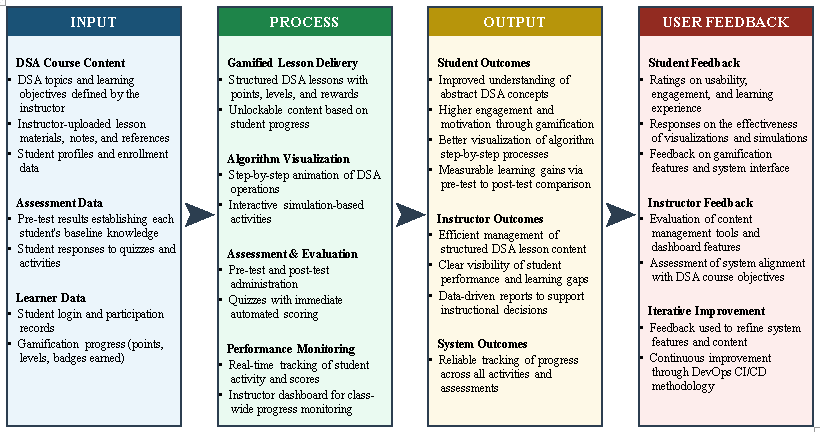 INPUT
DSA Course Content
▪ DSA topics and learning
objectives defined by the
instructor
▪ Instructor-uploaded lesson
materials, notes, and references
▪ Student profiles and enrollment
data
Assessment Data
▪ Pre-test results establishing each
student's baseline knowledge
▪ Student responses to quizzes and
activities
Learner Data
▪ Student login and participation
records
▪ Gamification progress (points,
levels, badges earned)
PROCESS
Gamified Lesson Delivery
▪ Structured DSA lessons with
points, levels, and rewards
▪ Unlockable content based on
student progress
Algorithm Visualization
▪ Step-by-step animation of DSA
operations
▪ Interactive simulation-based
activities
Assessment & Evaluation
▪ Pre-test and post-test
administration
▪ Quizzes with immediate
automated scoring
Performance Monitoring
▪ Real-time tracking of student
activity and scores
▪ Instructor dashboard for class-
wide progress monitoring
OUTPUT
Student Outcomes
▪ Improved understanding of
abstract DSA concepts
▪ Higher engagement and
motivation through gamification
▪ Better visualization of algorithm
step-by-step processes
▪ Measurable learning gains via
pre-test to post-test comparison
Instructor Outcomes
▪ Efficient management of
structured DSA lesson content
▪ Clear visibility of student
performance and learning gaps
▪ Data-driven reports to support
instructional decisions
System Outcomes
▪ Reliable tracking of progress
across all activities and
assessments
USER FEEDBACK
Student Feedback
▪ Ratings on usability,
engagement, and learning
experience
▪ Responses on the effectiveness
of visualizations and simulations
▪ Feedback on gamification
features and system interface
Instructor Feedback
▪ Evaluation of content
management tools and
dashboard features
▪ Assessment of system alignment
with DSA course objectives
Iterative Improvement
▪ Feedback used to refine system
features and content
▪ Continuous improvement
through DevOps CI/CD
methodology